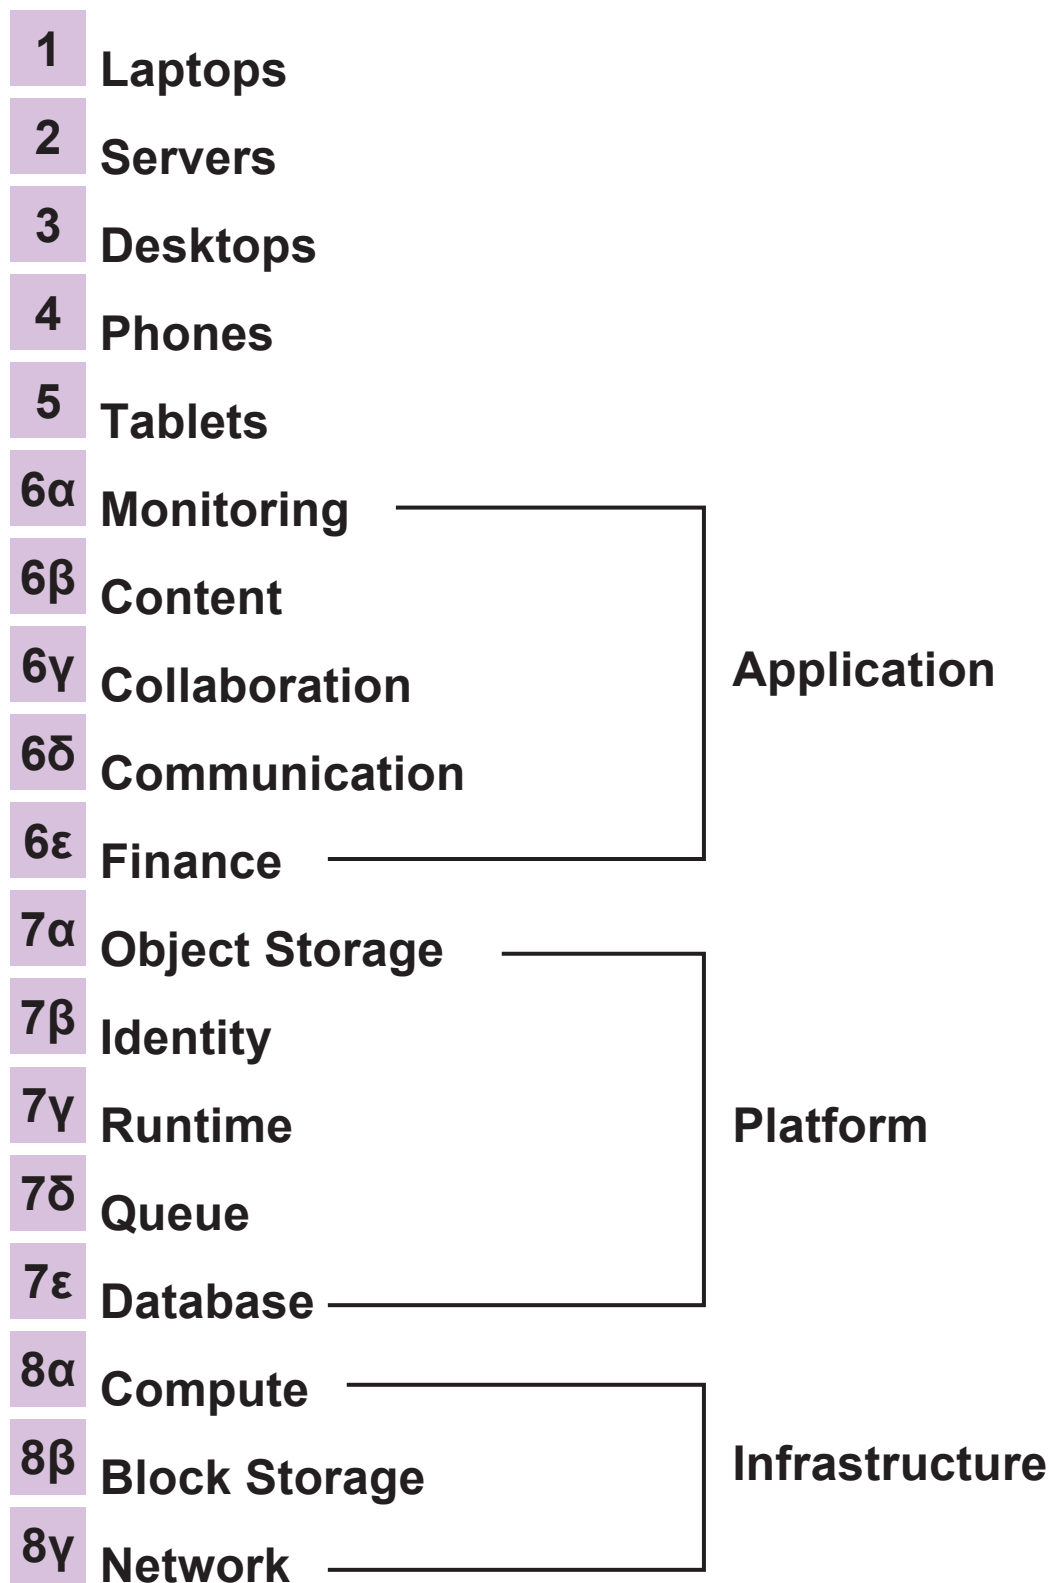 1 Laptops
2 Servers
3 Desktops
4 Phones
5 Tablets
6α Monitoring
6β Content
6γ Collaboration
6δ Communication
6ε Finance
Application
7α Object Storage
7β Identity
7γ Runtime
7δ Queue
7ε Database
Platform
8α Compute
8β Block Storage
8γ Network
Infrastructure